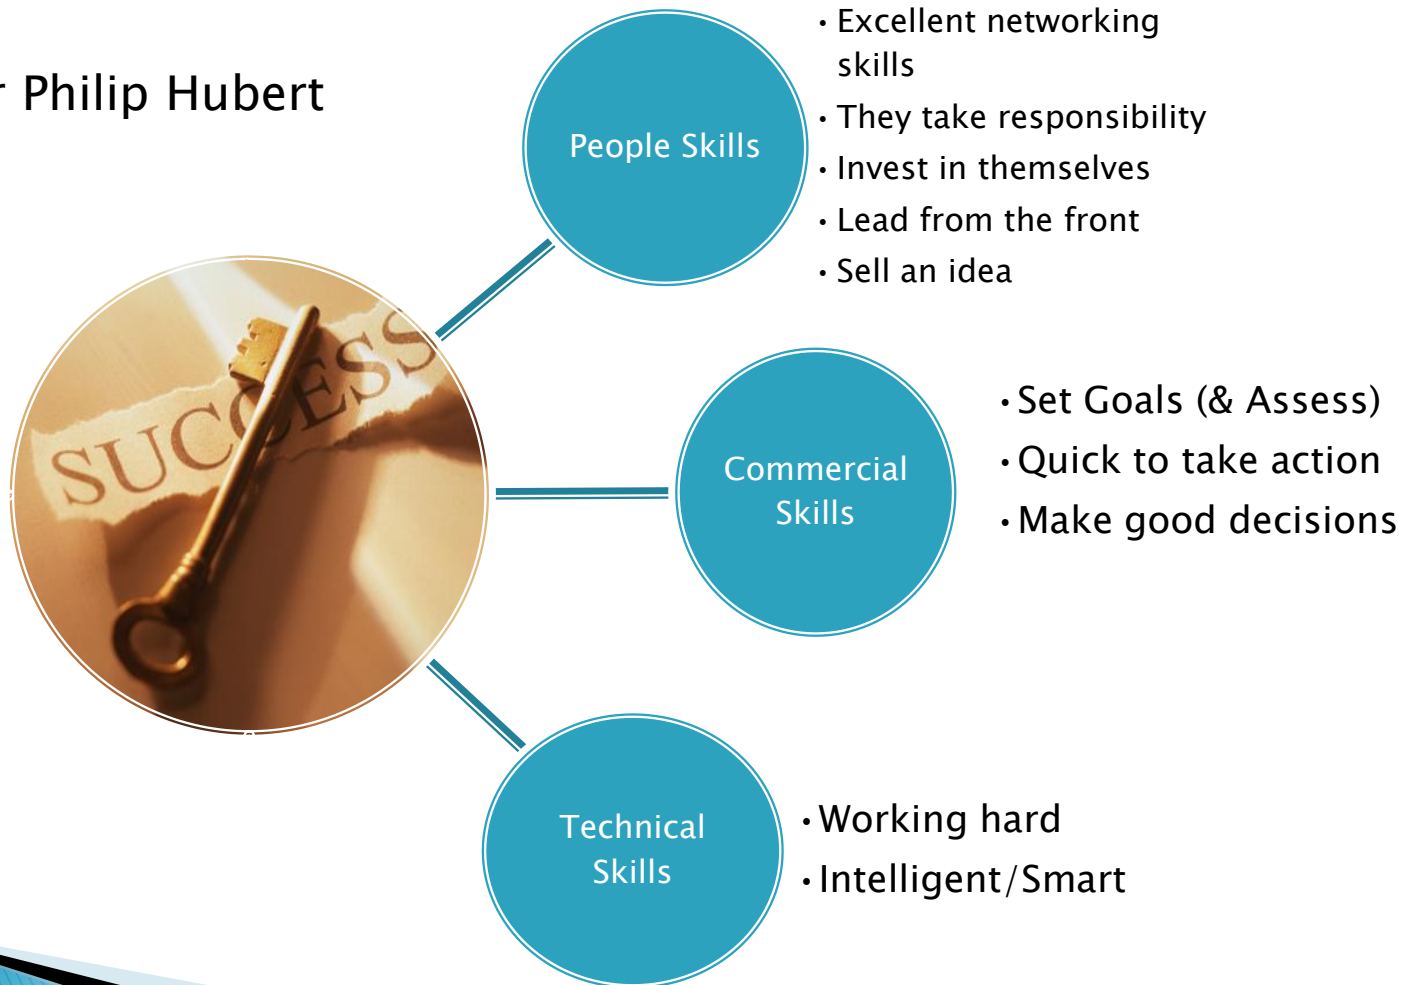 r Philip Hubert
SUCCESS
People Skills
• Excellent networking
skills
• They take responsibility
• Invest in themselves
• Lead from the front
• Sell an idea
Commercial
Skills
• Set Goals (& Assess)
• Quick to take action
• Make good decisions
Technical
Skills
• Working hard
• Intelligent/Smart